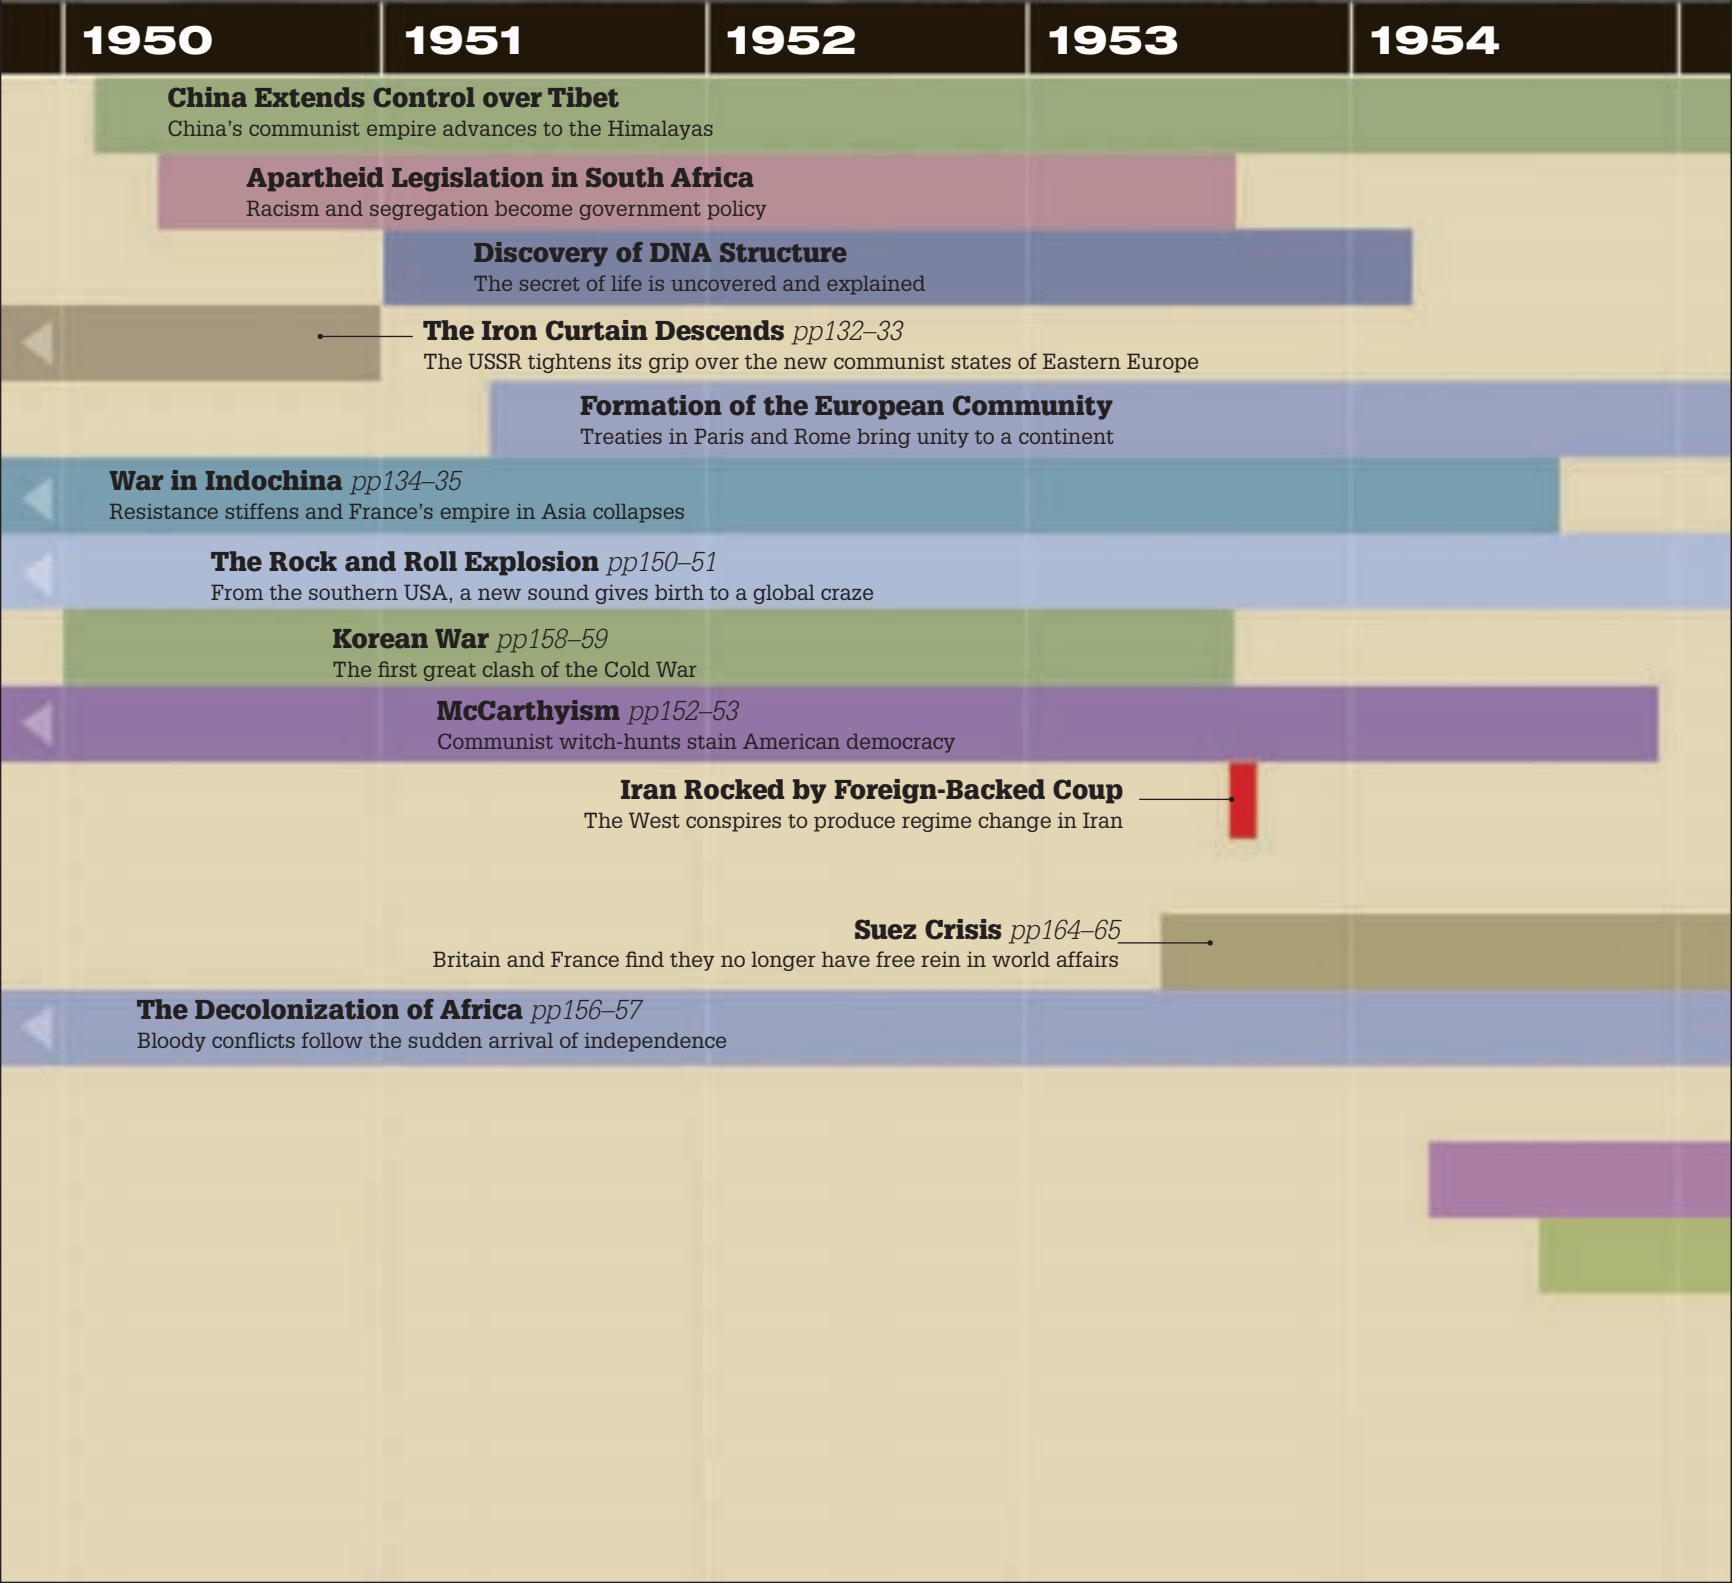 1950 1951 1952 1953 1954
China Extends Control over Tibet
China’s communist empire advances to the Himalayas
Apartheid Legislation in South Africa
Racism and segregation become government policy
Discovery of DNA Structure
The secret of life is uncovered and explained
The Iron Curtain Descends pp132–33
The USSR tightens its grip over the new communist states of Eastern Europe
Formation of the European Community
Treaties in Paris and Rome bring unity to a continent
War in Indochina pp134–35
Resistance stiffens and France’s empire in Asia collapses
The Rock and Roll Explosion pp150–51
From the southern USA, a new sound gives birth to a global craze
Korean War pp158–59
The first great clash of the Cold War
McCarthyism pp152–53
Communist witch-hunts stain American democracy
Iran Rocked by Foreign-Backed Coup
The West conspires to produce regime change in Iran
Suez Crisis pp164–65
Britain and France find they no longer have free rein in world affairs
The Decolonization of Africa pp156–57
Bloody conflicts follow the sudden arrival of independence